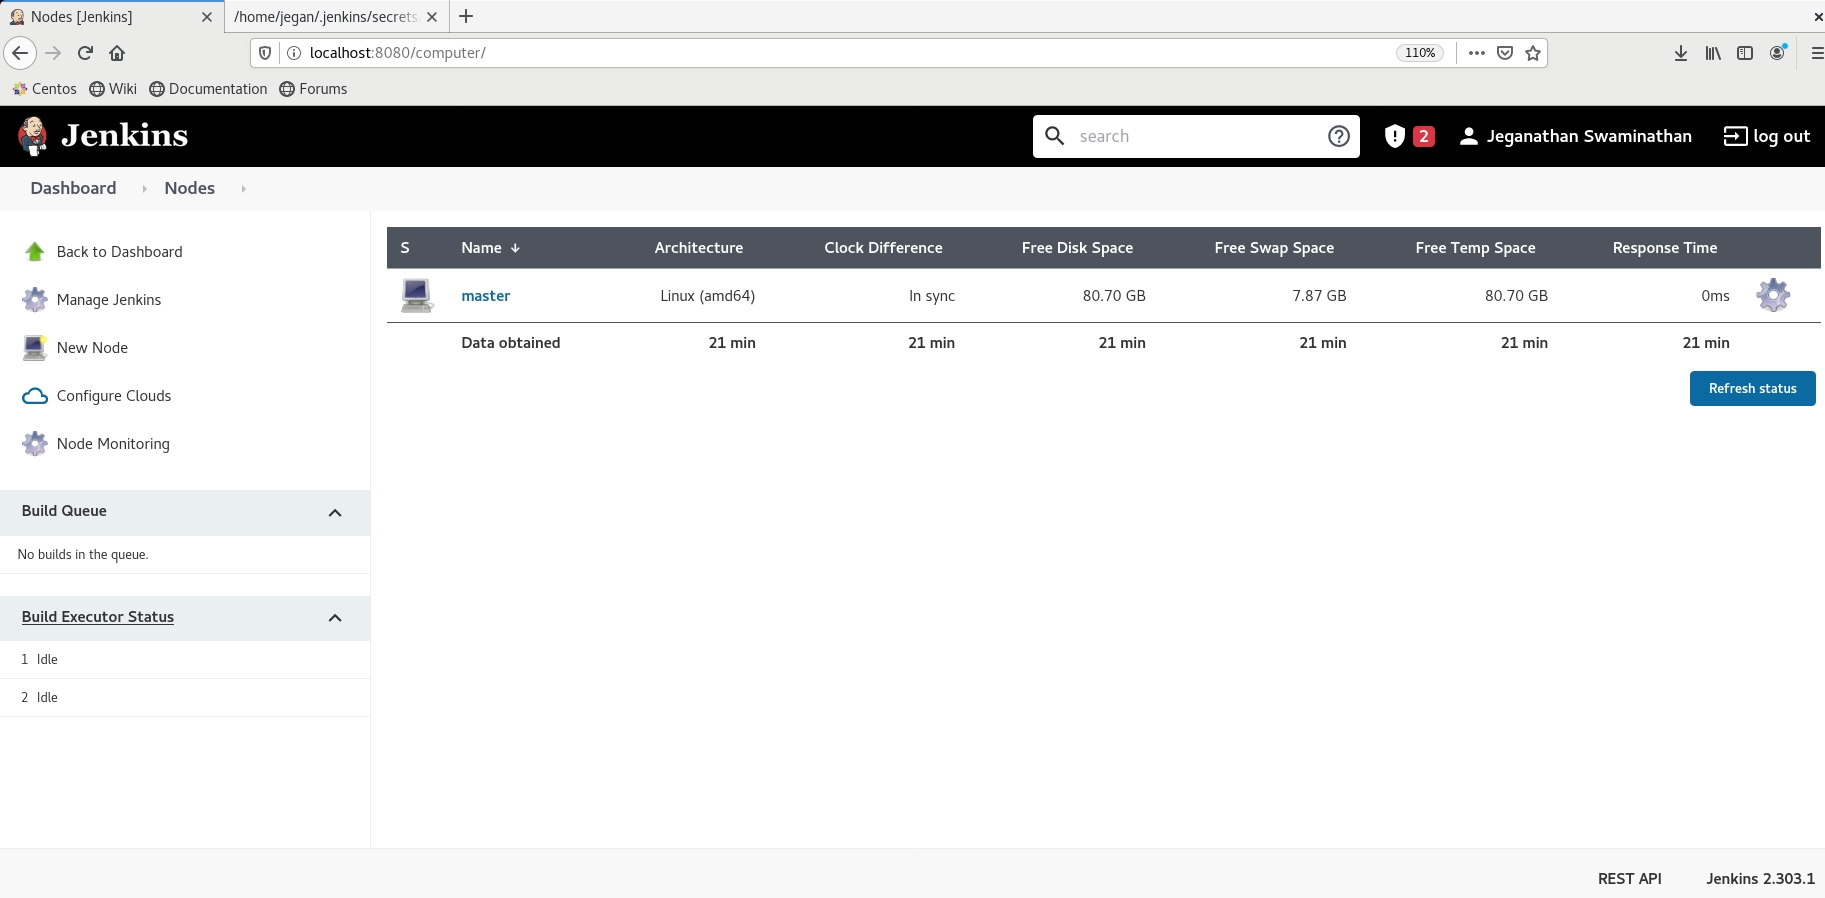 Nodes [Jenkins]
/home/jegan/.jenkins/secrets
localhost:8080/computer/
110%
Centos Wiki Documentation Forums
Jenkins
search
2
Jeganathan Swaminathan
log out
Dashboard Nodes
Back to Dashboard
Manage Jenkins
New Node
Configure Clouds
Node Monitoring
Build Queue
No builds in the queue.
Build Executor Status
1 Idle
2 Idle
S Name ↓ Architecture Clock Difference Free Disk Space Free Swap Space Free Temp Space Response Time
master Linux (amd64) In sync 80.70 GB 7.87 GB 80.70 GB 0ms
Data obtained 21 min 21 min 21 min 21 min 21 min 21 min
Refresh status
REST API Jenkins 2.303.1